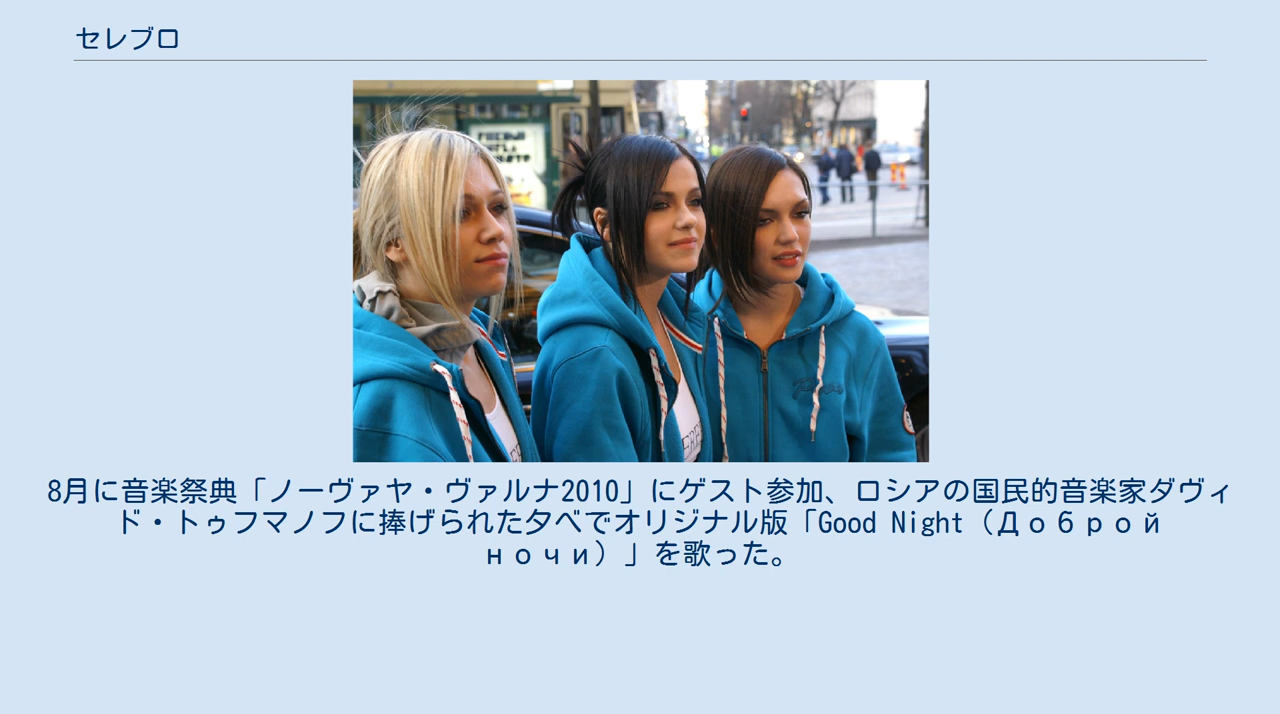 セレブロ
8月に音楽祭典「ノーヴァヤ・ヴァルナ2010」にゲスト参加、ロシアの国民的音楽家ダヴィ
ド・トゥフマノフに捧げられた夕べでオリジナル版「Good Night（Доброй
ночи）」を歌った。